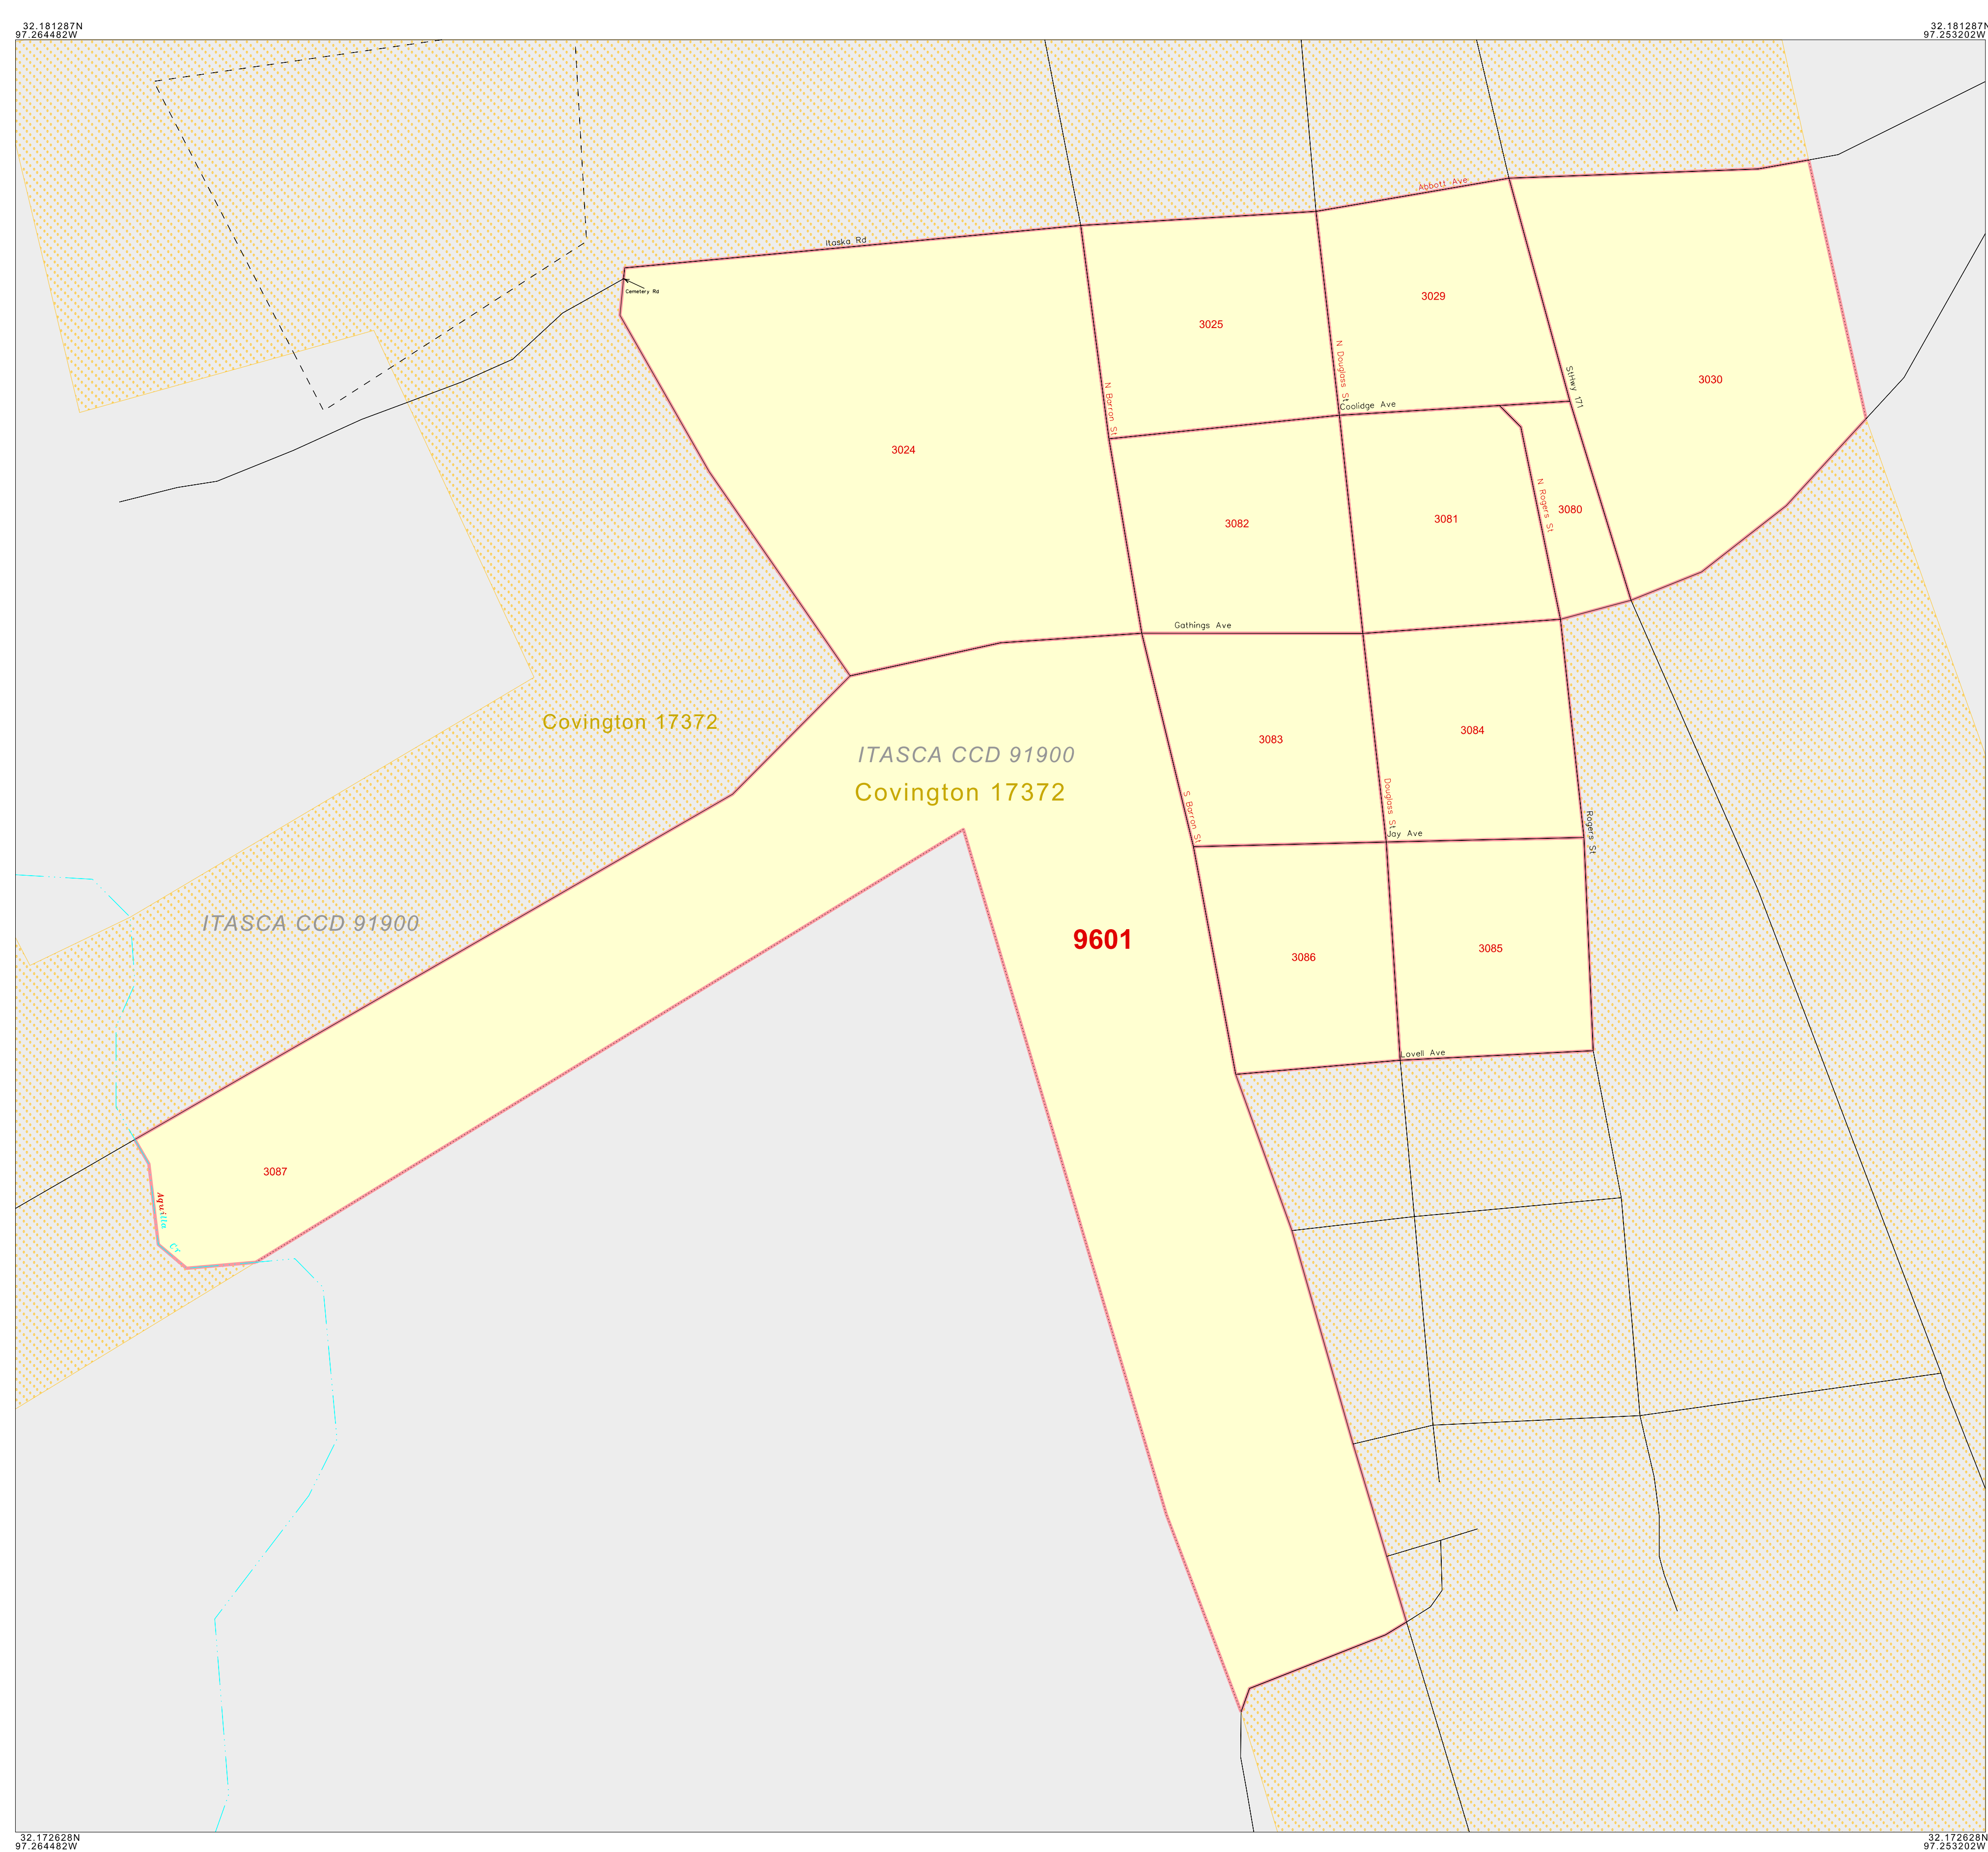 32.181287N
97.264482W
32.181287N
97.253202W
Abbott Ave
Itaska Rd
Cemetery Rd
3029
3025
N Douglass St
StHwy 171
3030
N Barron St
Coolidge Ave
3024
N Rogers St
3080
3081
3082
Gathings Ave
Covington 17372
3084
3083
ITASCA CCD 91900
Covington 17372
S Barron St
Douglass St
Jay Ave
Rogers St
ITASCA CCD 91900
9601
3085
3086
Lovell Ave
3087
Aquilla Cr
32.172628N
97.264482W
32.172628N
97.253202W